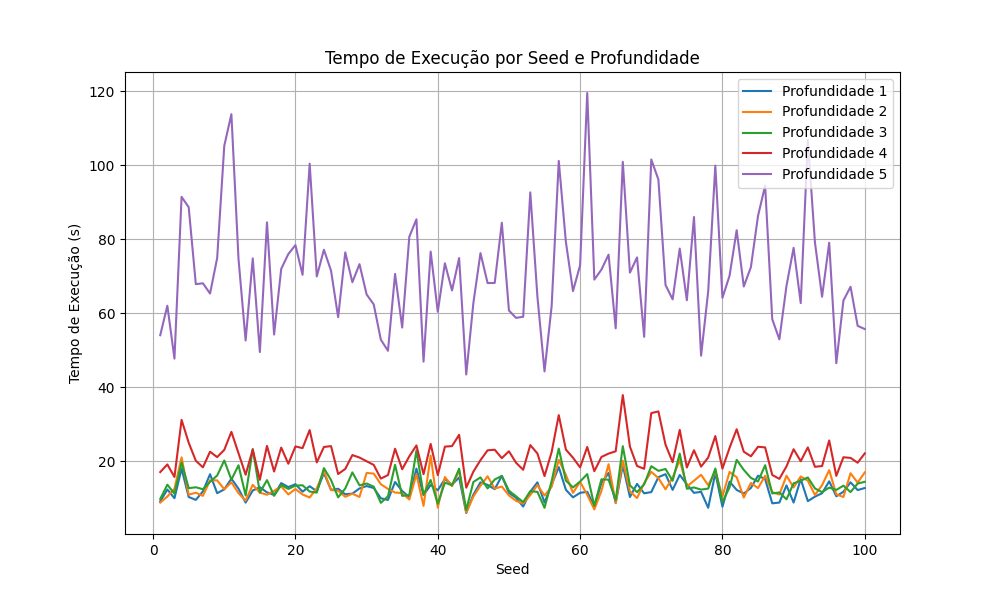 Tempo de Execução por Seed e Profundidade
Tempo de Execução (s)
120
100
80
60
40
20
Profundidade 1
Profundidade 2
Profundidade 3
Profundidade 4
Profundidade 5
0
20
40
60
80
100
Seed